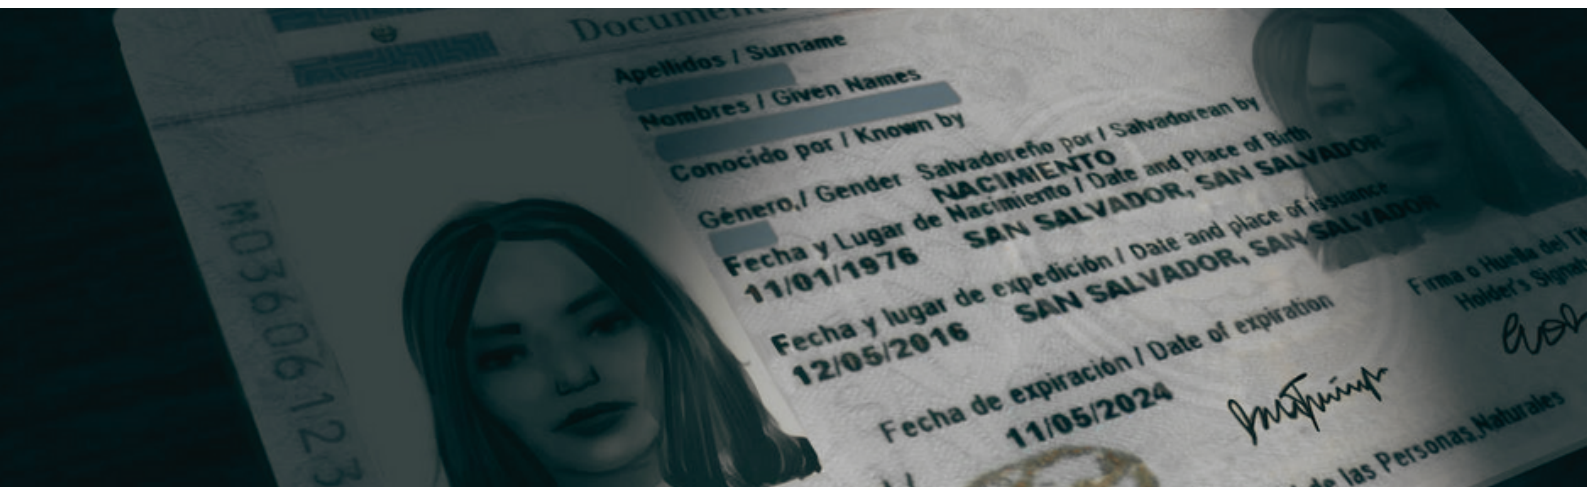 Documento
Apellidos / Surname
Nombres / Given Names
Conocido por / Known by
Género / Gender Salvadoreño por / Salvadorean by
NACIMIENTO
Fecha y Lugar de Nacimiento / Date and Place of Birth
11/01/1976 SAN SALVADOR, SAN SALVADOR
Fecha y lugar de expedición / Date and place of issuance
12/05/2016 SAN SALVADOR, SAN SALVADOR
Fecha de expiración / Date of expiration
11/05/2024
Firma o Huella del
Holder's
de las Personas Naturales
M03606123